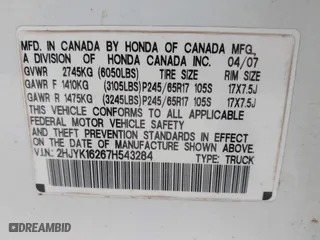 MFD. IN CANADA BY HONDA OF CANADA MFG.,
A DIVISION OF HONDA CANADA INC. 04/07
GVWR 2745KG (6050LBS) TIRE SIZE RIM SIZE
GAWR F 1410KG (3105LBS) P245/65R17 105S 17X7.5J
GAWR R 1475KG (3245LBS) P245/65R17 105S 17X7.5J
THIS VEHICLE CONFORMS TO ALL APPLICABLE
FEDERAL MOTOR VEHICLE SAFETY
AND THEFT PREVENTION STANDARDS IN EFFECT
ON THE DATE OF MANUFACTURE SHOWN ABOVE.
V.I.N.: 2HJYK16267H543284 TYPE: TRUCK
DREAMBID